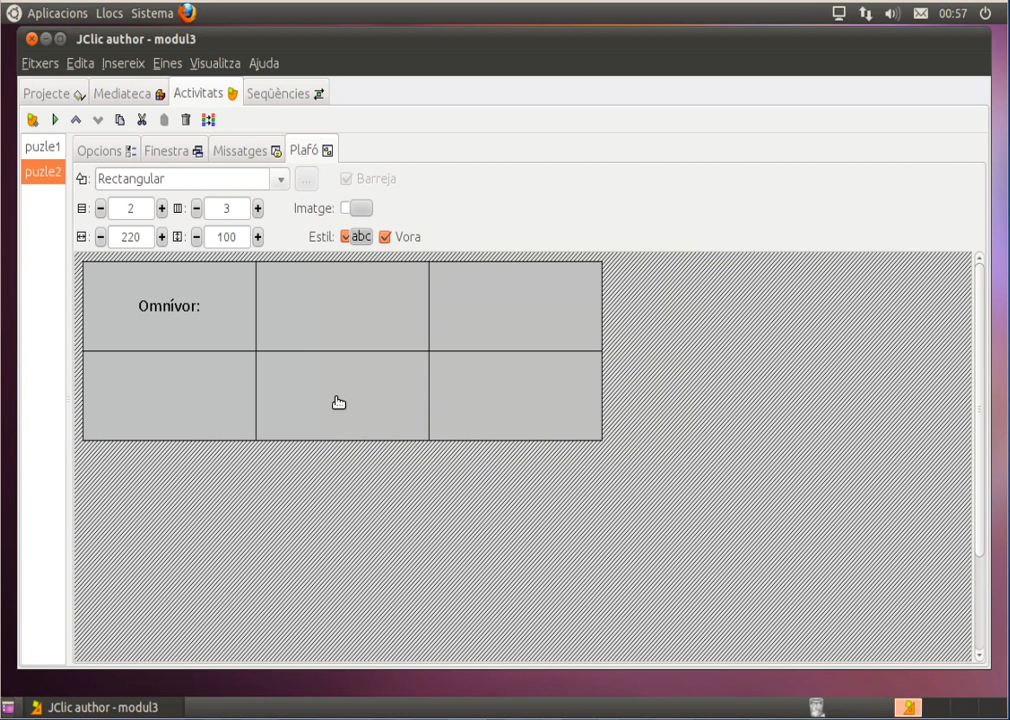 Aplicacions Llocs Sistema 00:57
JClic author - modul3
Fitxers Edita Insereix Eines Visualitza Ajuda
Projecte Mediateca Activitats Seqüències
puzle1
puzle2
Opcions Finestra Missatges Plafó
Rectangular ... Barreja
2 3 Imatge:
220 100 Estil: abc Vora
Omnívor:
JClic author - modul3